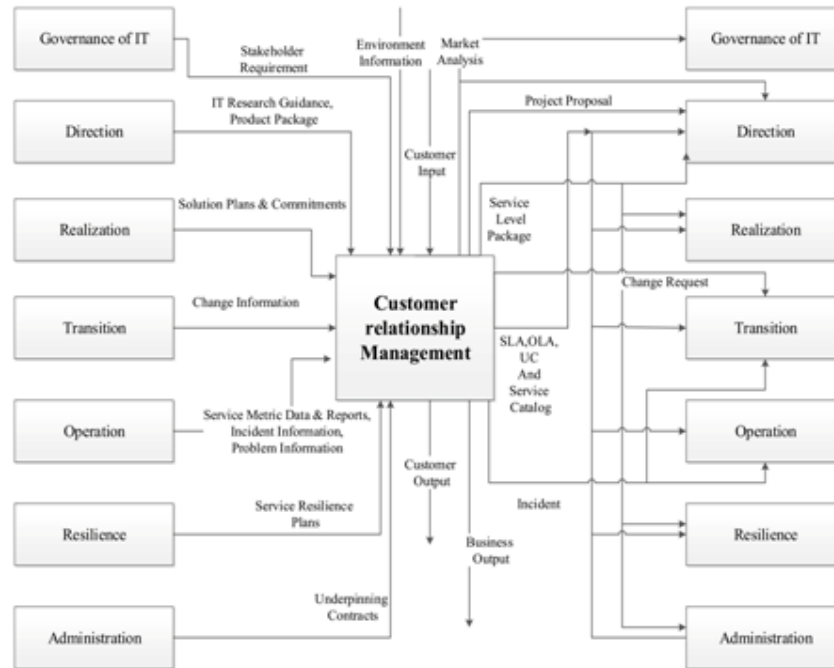 Governance of IT
Stakeholder
Requirement
Environment
Information
Market
Analysis
Governance of IT
Direction
IT Research Guidance,
Product Package
Customer
Input
Project Proposal
Direction
Realization
Solution Plans & Commitments
Service
Level
Package
Realization
Transition
Change Information
Customer
relationship
Management
Change Request
SLA,OLA,
UC
And
Service
Catalog
Transition
Operation
Service Metric Data & Reports,
Incident Information,
Problem Information
Customer
Output
Operation
Resilience
Service Resilience
Plans
Business
Output
Incident
Resilience
Administration
Underpinning
Contracts
Administration